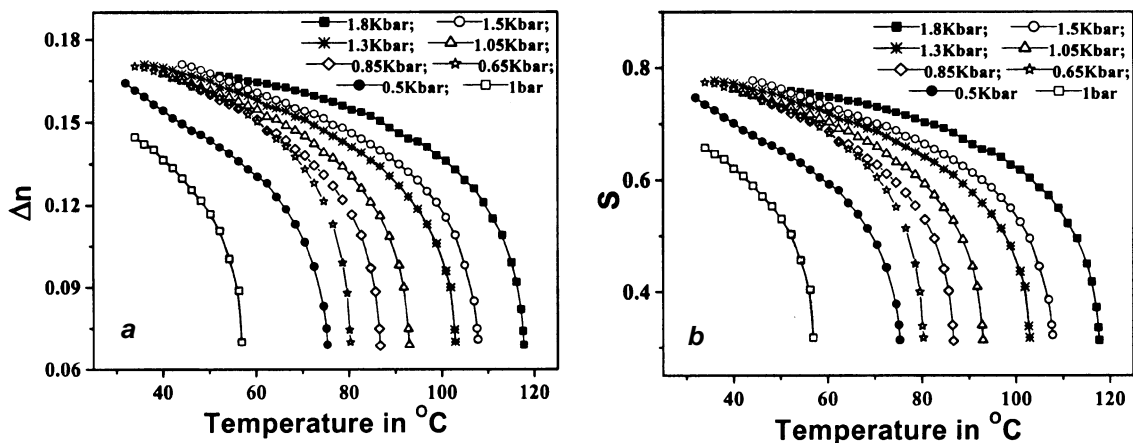 0.18
0.15
0.12
0.09
0.06
Δn
1.8Kbar; 1.5Kbar;
1.3Kbar; 1.05Kbar;
0.85Kbar; 0.65Kbar;
0.5Kbar; 1bar
a
40 60 80 100 120
Temperature in °C
0.8
0.6
0.4
S
1.8Kbar; 1.5Kbar;
1.3Kbar; 1.05Kbar;
0.85Kbar; 0.65Kbar;
0.5Kbar; 1bar
b
40 60 80 100 120
Temperature in °C